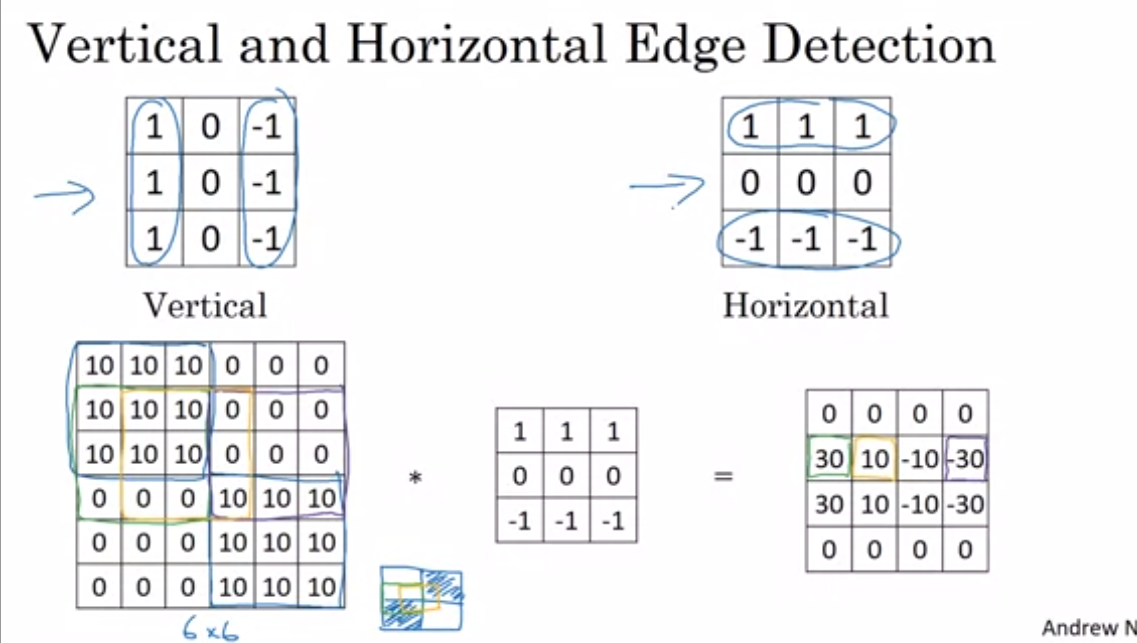 Vertical and Horizontal Edge Detection
1 0 -1
1 0 -1
1 0 -1
Vertical
1 1 1
0 0 0
-1 -1 -1
Horizontal
10 10 10 0 0 0
10 10 10 0 0 0
10 10 10 0 0 0
0 0 0 10 10 10
0 0 0 10 10 10
0 0 0 10 10 10
6x6
*
1 1 1
0 0 0
-1 -1 -1
=
0 0 0 0
30 10 -10 -30
30 10 -10 -30
0 0 0 0
Andrew N